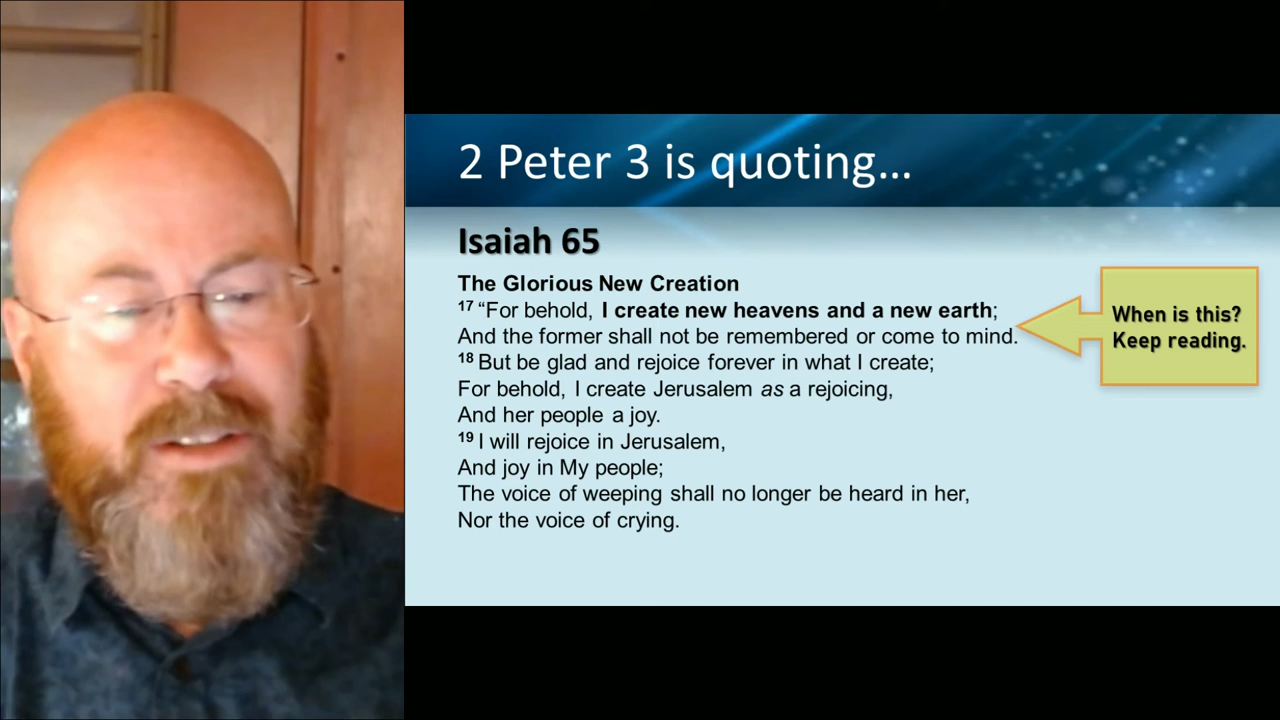 2 Peter 3 is quoting...
Isaiah 65
The Glorious New Creation
17 “For behold, I create new heavens and a new earth;
And the former shall not be remembered or come to mind.
18 But be glad and rejoice forever in what I create;
For behold, I create Jerusalem as a rejoicing,
And her people a joy.
19 I will rejoice in Jerusalem,
And joy in My people;
The voice of weeping shall no longer be heard in her,
Nor the voice of crying.
When is this?
Keep reading.